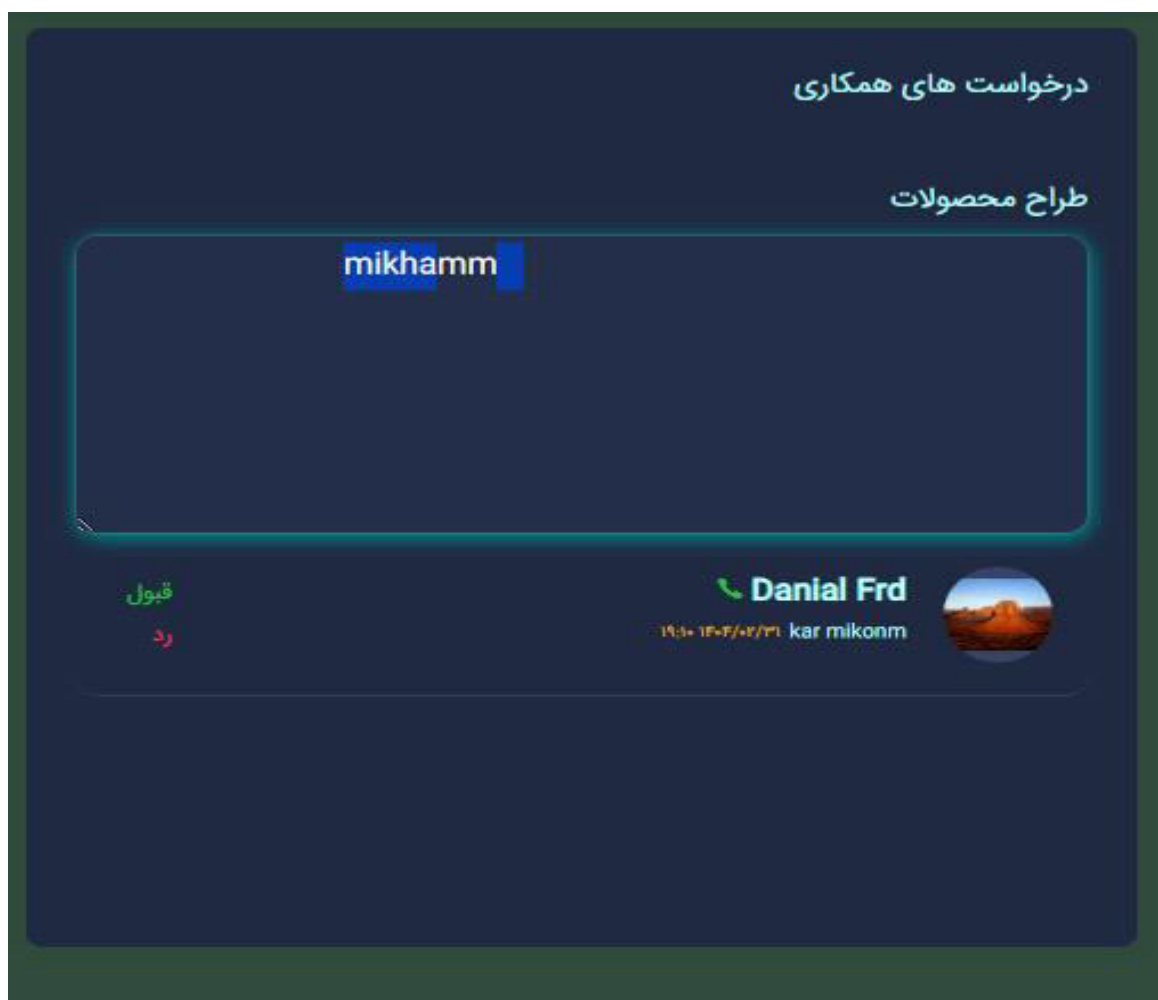 درخواست های همکاری
طراح محصولات
mikhamm
Danial Frd
kar mikonm ۱۴۰۴/۰۲/۳۱ ۱۹:۱۰
قبول
رد